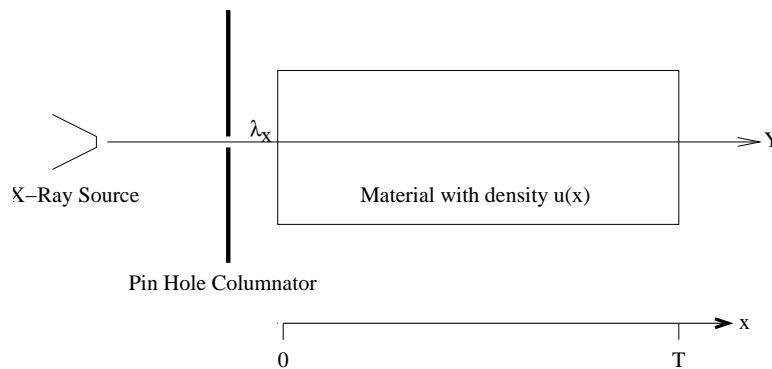 λx
Y
X−Ray Source
Material with density u(x)
Pin Hole Columnator
x
0
T